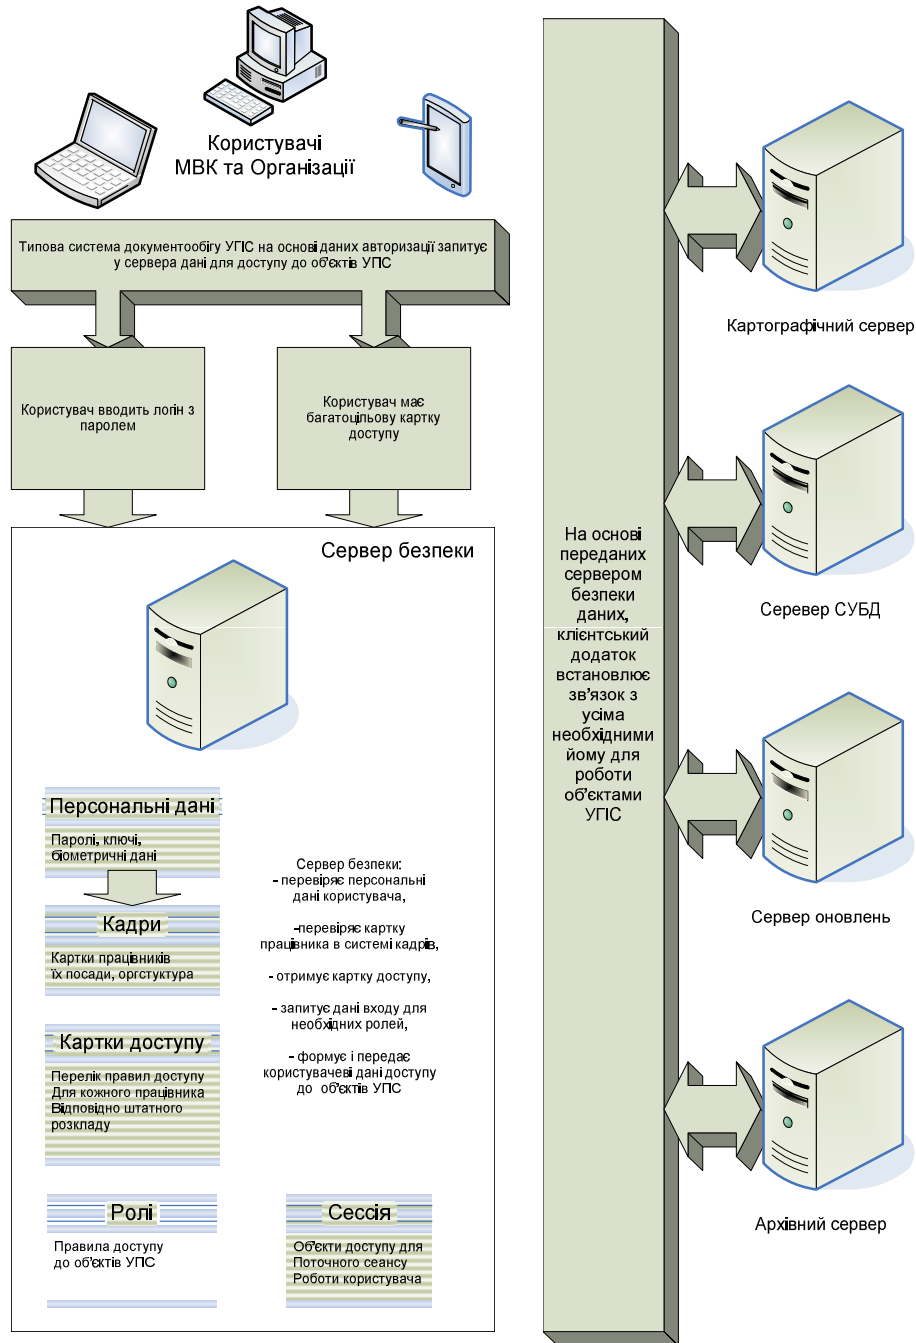 Користувачі
МВК та Організації
Типова система документообігу УГІС на основі даних авторизації запитує
у сервера дані для доступу до об'єктів УГІС
Користувач вводить логін з
паролем
Користувач має
багатоцільову картку
доступу
Сервер безпеки
Персональні дані
Паролі, ключі,
біометричні дані
Кадри
Картки працівників
їх посади, оргстуктура
Картки доступу
Перелік правил доступу
Для кожного працівника
Відповідно штатного
розкладу
Ролі
Правила доступу
до об'єктів УГІС
Сервер безпеки:
- перевіряє персональні
дані користувача,
-перевіряє картку
працівника в системі кадрів,
- отримує картку доступу,
- запитує дані входу для
необхідних ролей,
- формує і передає
користувачеві дані доступу
до об'єктів УГІС
Сессія
Об'єкти доступу для
Поточного сеансу
Роботи користувача
На основі
переданих
сервером
безпеки
даних,
клієнтський
додаток
встановлює
зв'язок з
усіма
необхідними
йому для
роботи
об'єктами
УГІС
Картографічний сервер
Серевер СУБД
Сервер оновлень
Архівний сервер